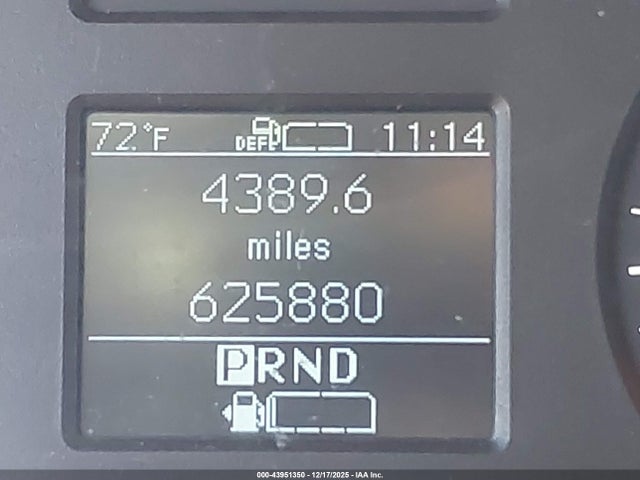 72°F DEF 11:14
4389.6
miles
625880
PRND
000-43951350 - 12/17/2025 - IAA Inc.